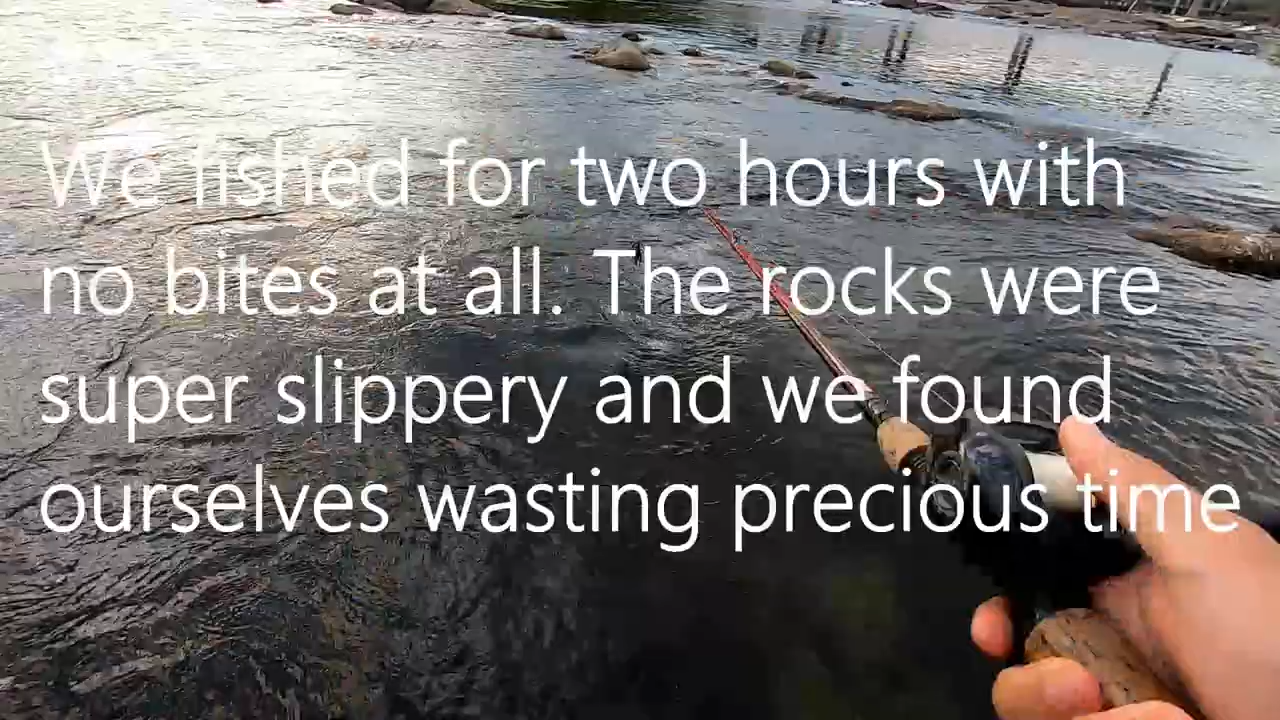 We fished for two hours with
no bites at all. The rocks were
super slippery and we found
ourselves wasting precious time